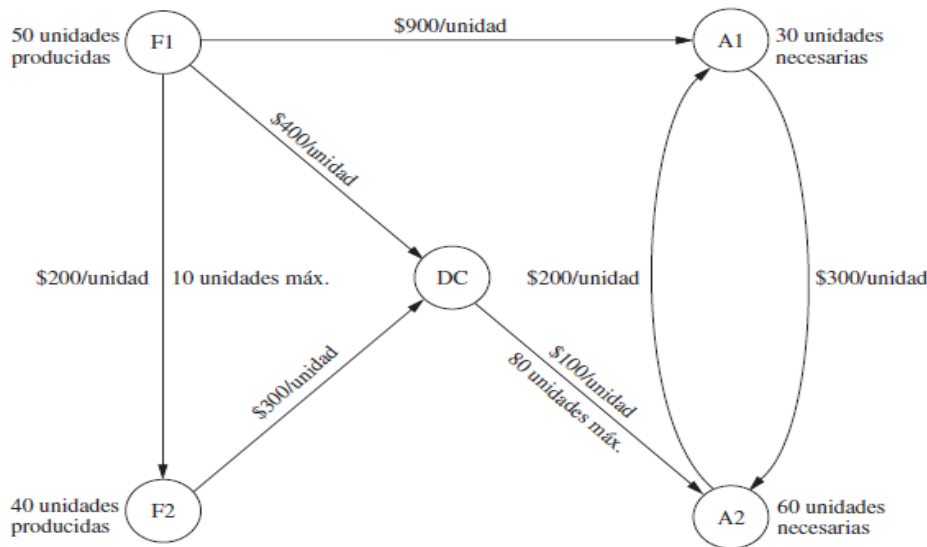 $900/unidad
50 unidades
producidas
F1
A1
30 unidades
necesarias
$400/unidad
$200/unidad
10 unidades máx.
DC
$200/unidad
$300/unidad
$300/unidad
$100/unidad
80 unidades máx.
40 unidades
producidas
F2
A2
60 unidades
necesarias